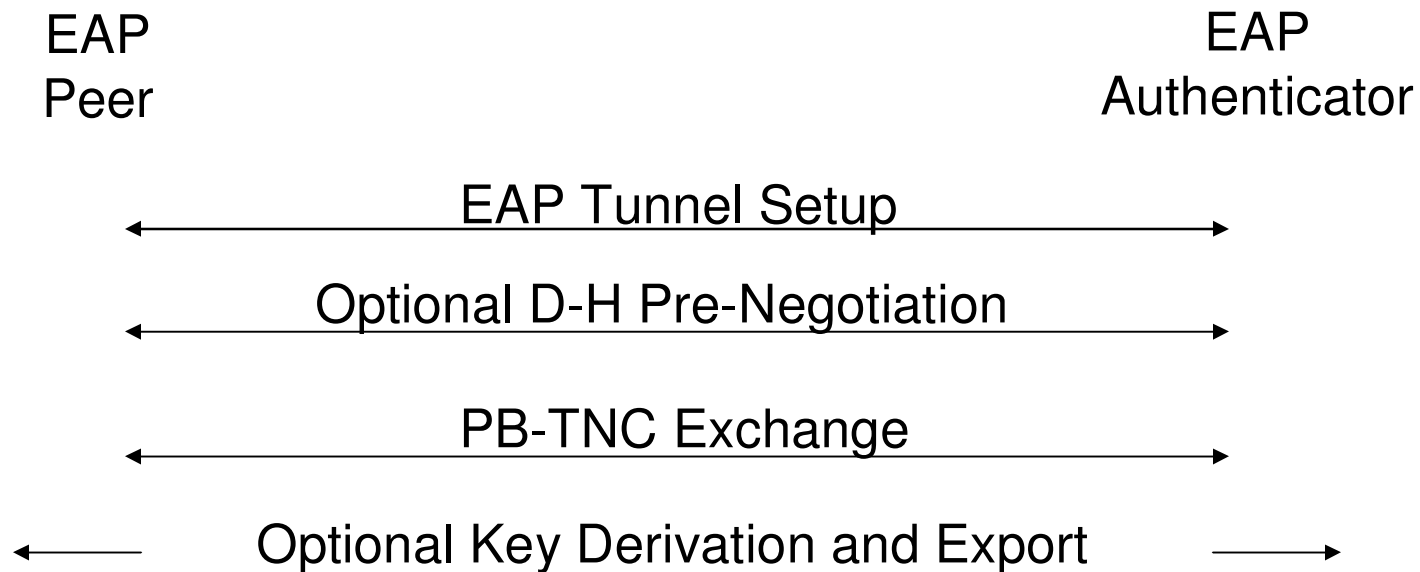 EAP
Peer
EAP
Authenticator
EAP Tunnel Setup
Optional D-H Pre-Negotiation
PB-TNC Exchange
Optional Key Derivation and Export